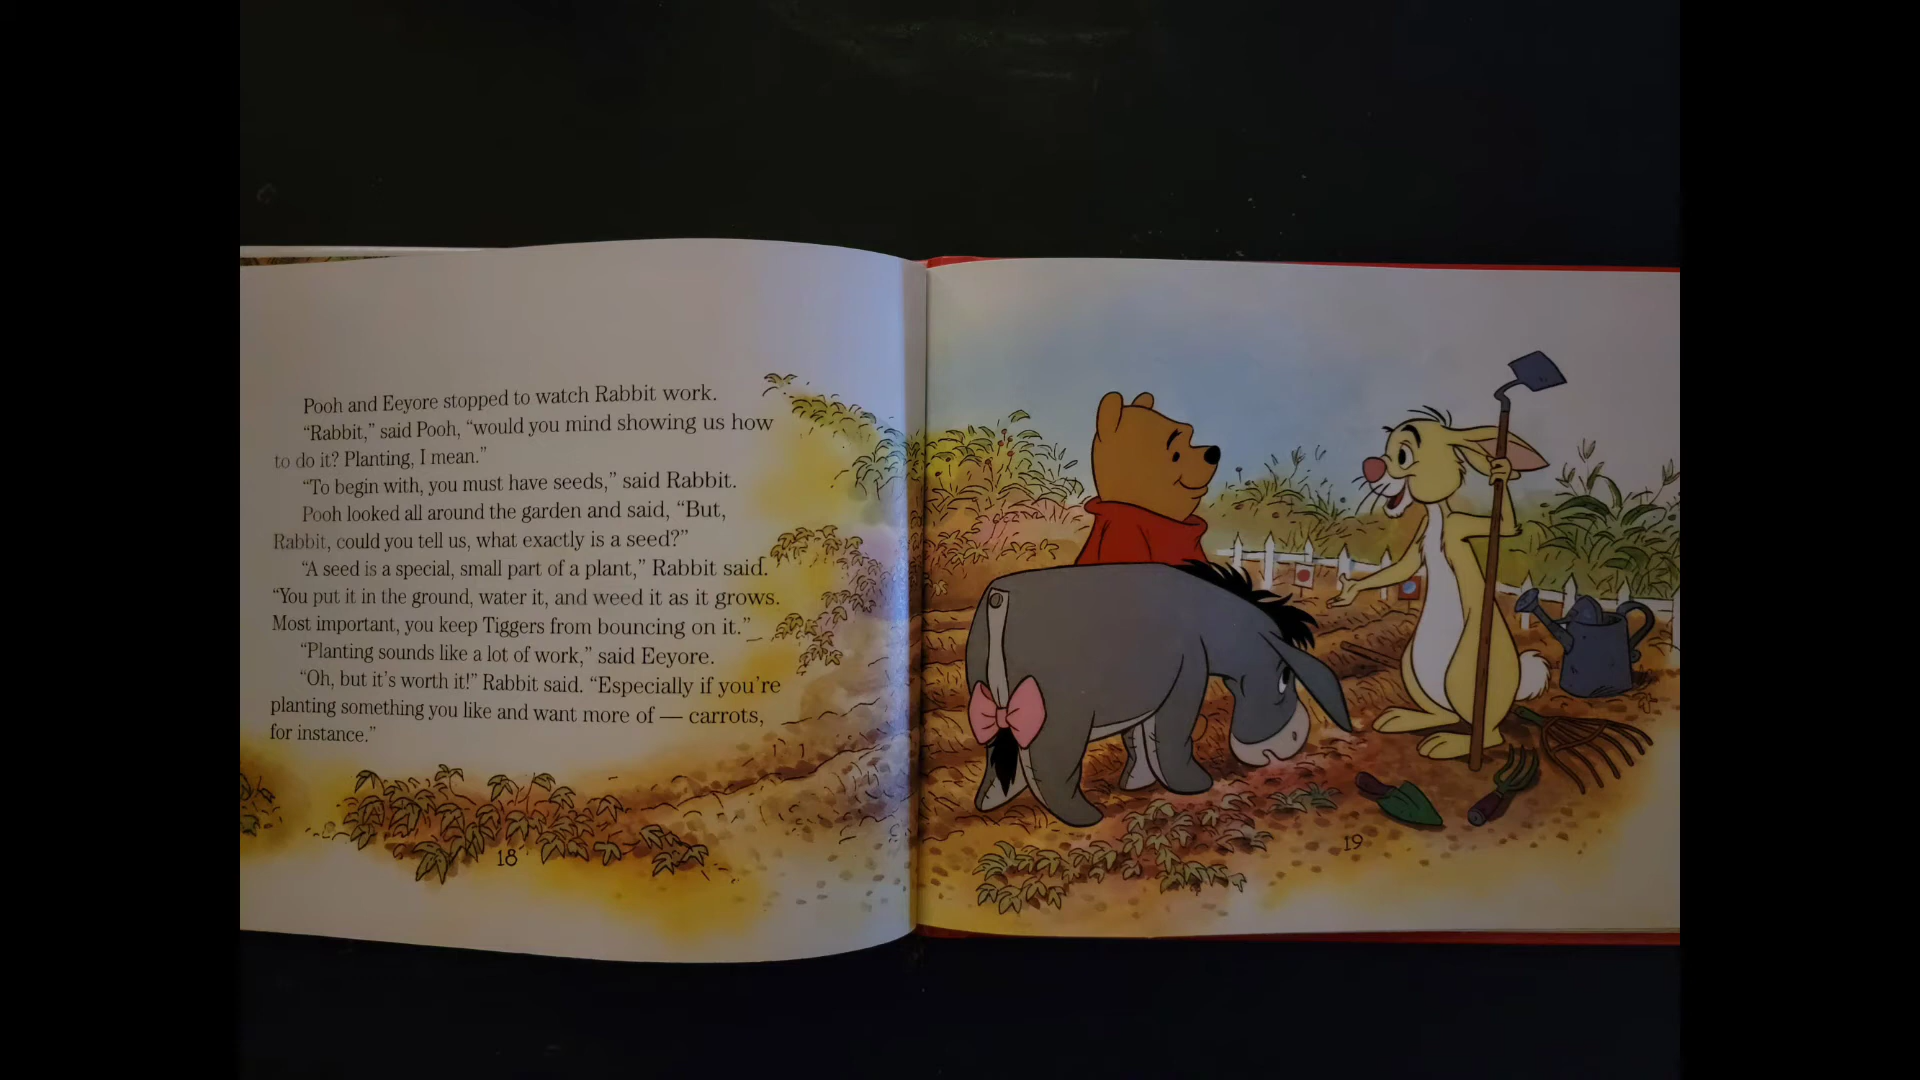 Pooh and Eeyore stopped to watch Rabbit work.
“Rabbit,” said Pooh, “would you mind showing us how
to do it? Planting, I mean.”
“To begin with, you must have seeds,” said Rabbit.
Pooh looked all around the garden and said, “But,
Rabbit, could you tell us, what exactly is a seed?”
“A seed is a special, small part of a plant,” Rabbit said.
“You put it in the ground, water it, and weed it as it grows.
Most important, you keep Tiggers from bouncing on it.”
“Planting sounds like a lot of work,” said Eeyore.
“Oh, but it’s worth it!” Rabbit said. “Especially if you’re
planting something you like and want more of — carrots,
for instance.”
18
19